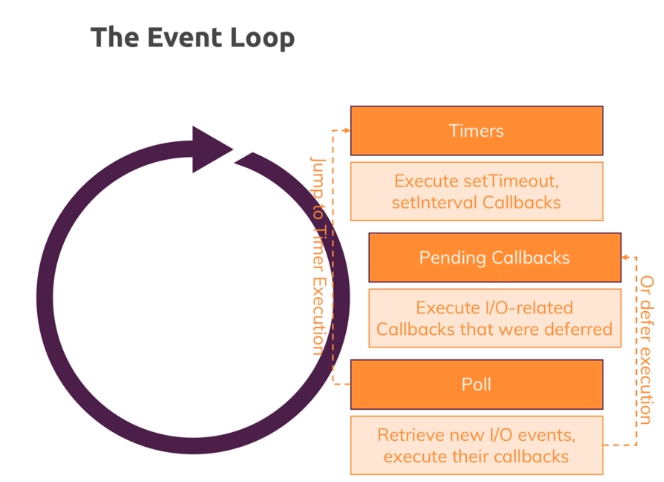 The Event Loop
Timers
Execute setTimeout,
setInterval Callbacks
Jump to Timer Execution
Pending Callbacks
Execute I/O-related
Callbacks that were deferred
Or defer execution
Poll
Retrieve new I/O events,
execute their callbacks